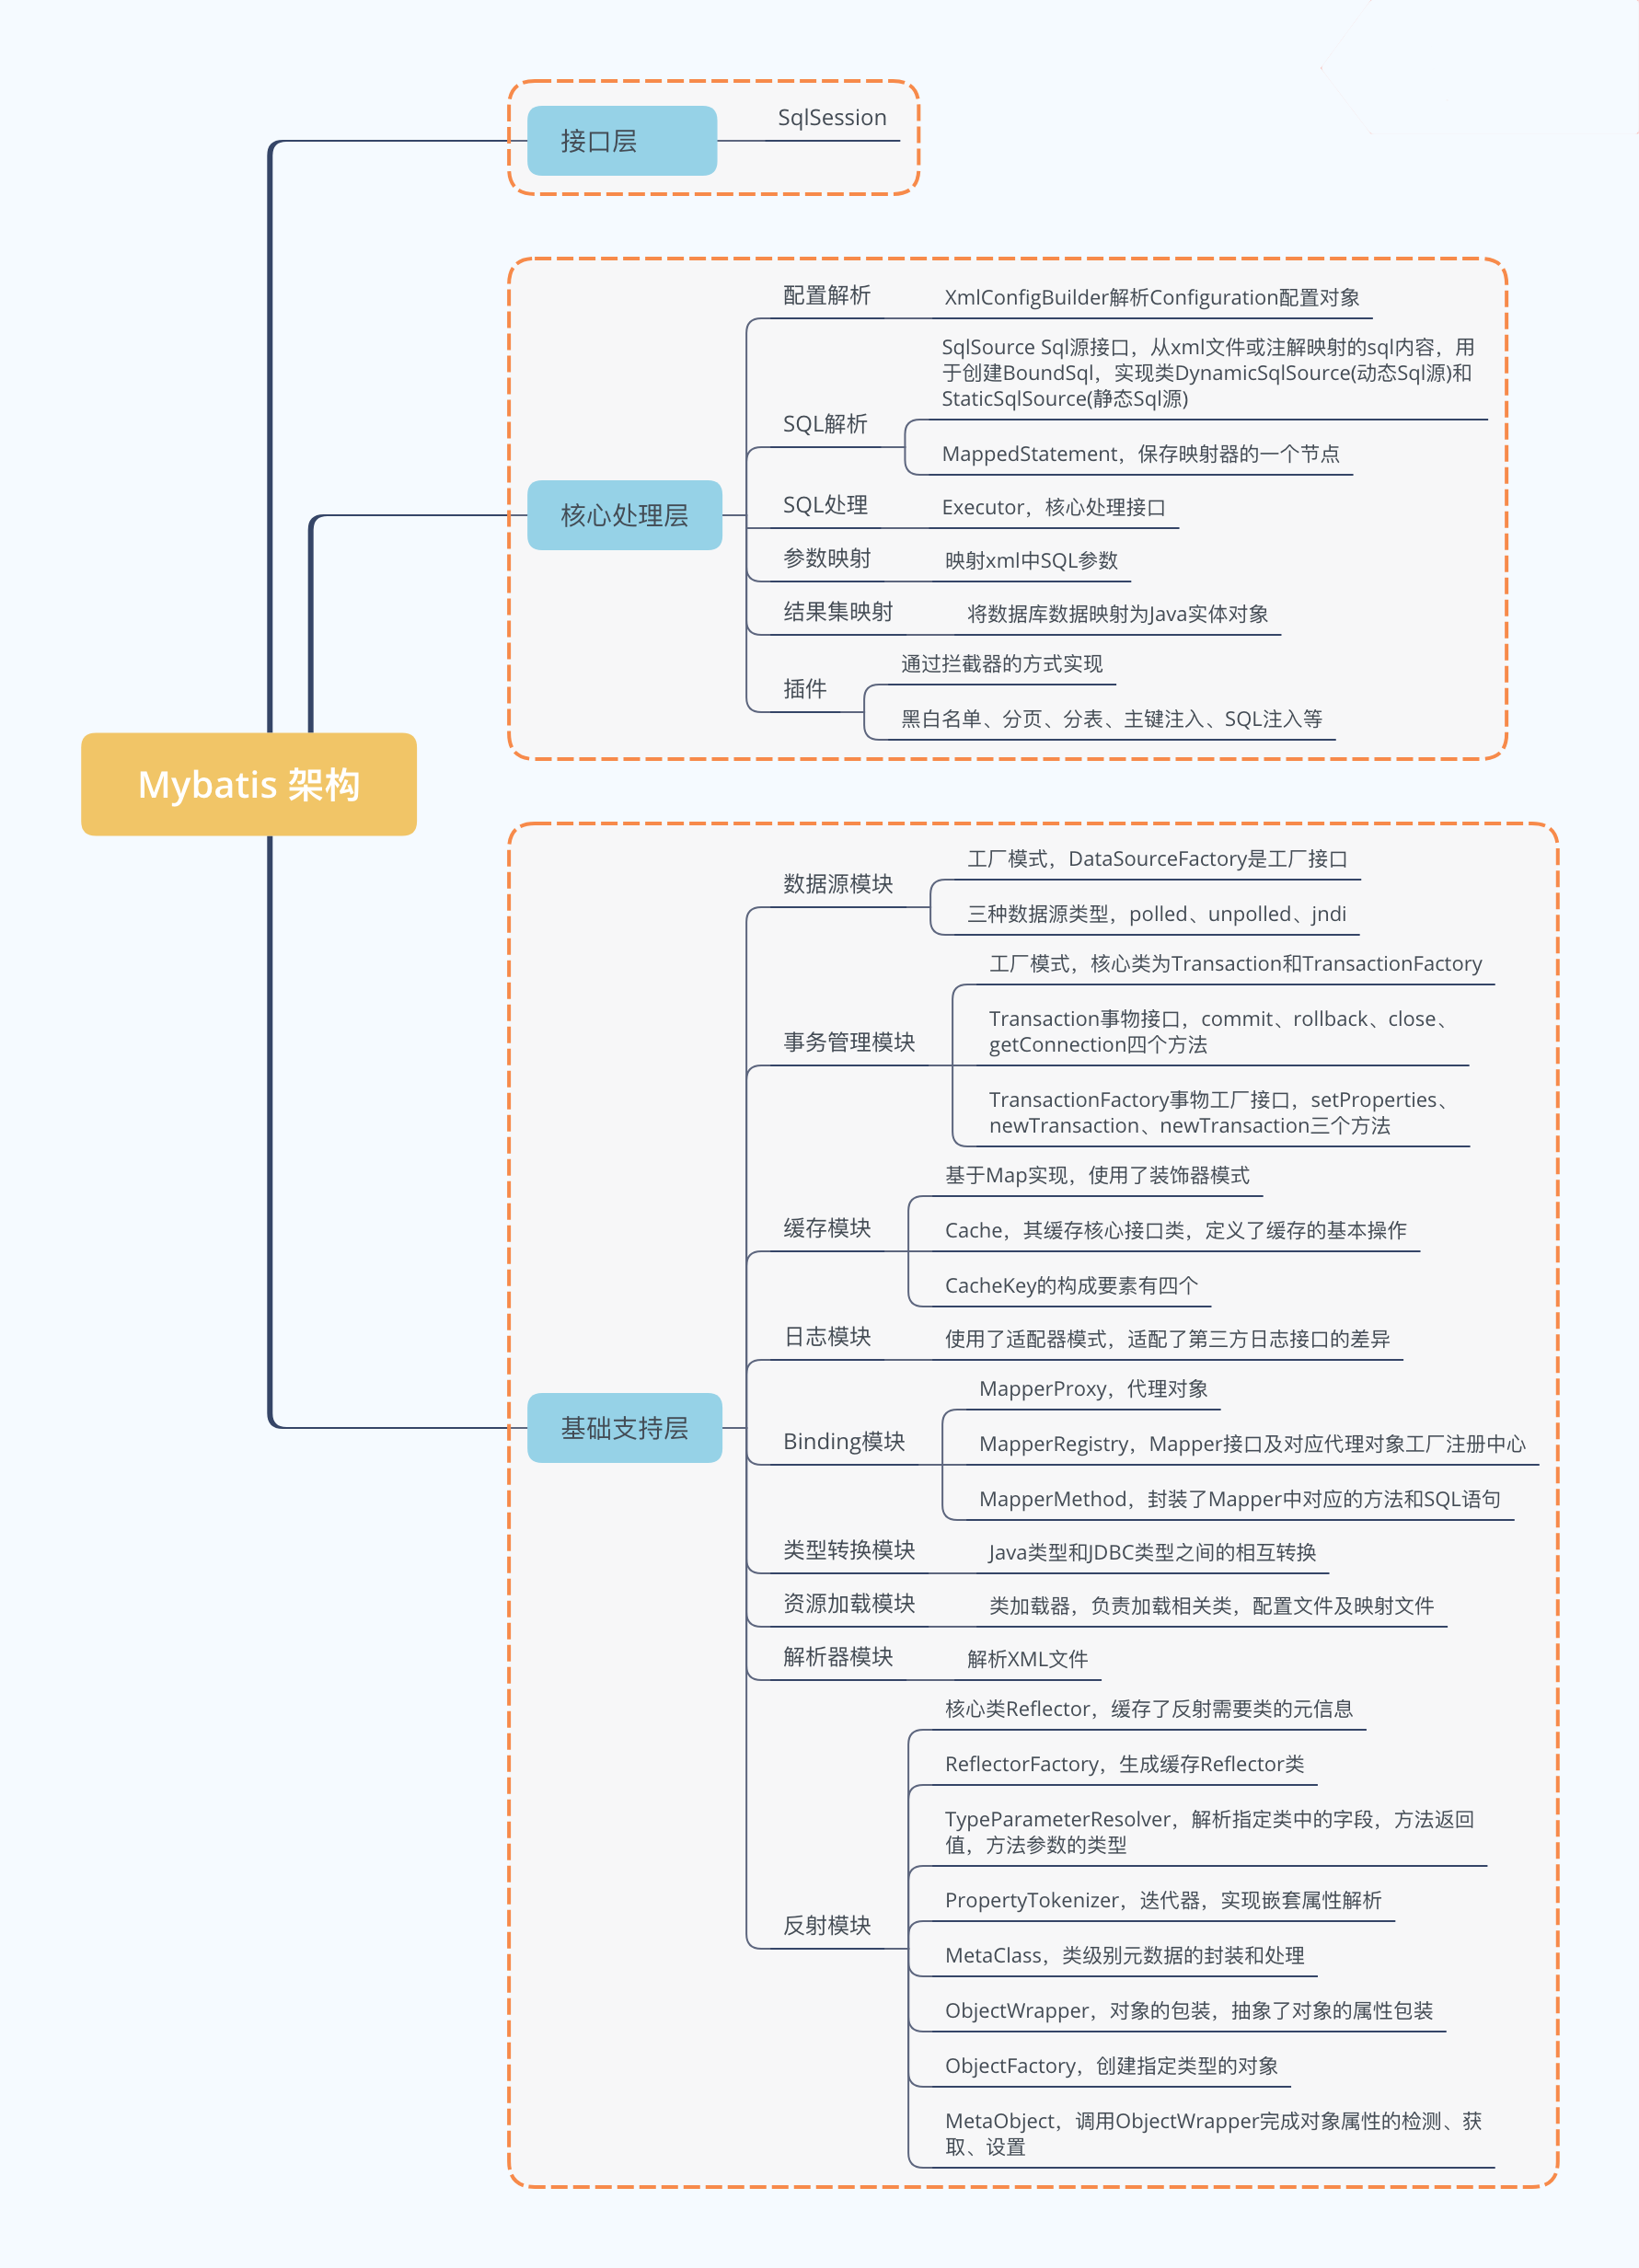 Mybatis 架构
接口层
SqlSession
核心处理层
配置解析
XmlConfigBuilder解析Configuration配置对象
SQL解析
SqlSource Sql源接口，从xml文件或注解映射的sql内容，用
于创建BoundSql，实现类DynamicSqlSource(动态Sql源)和
StaticSqlSource(静态Sql源)
MappedStatement，保存映射器的一个节点
SQL处理
Executor，核心处理接口
参数映射
映射xml中SQL参数
结果集映射
将数据库数据映射为Java实体对象
插件
通过拦截器的方式实现
黑白名单、分页、分表、主键注入、SQL注入等
基础支持层
数据源模块
工厂模式，DataSourceFactory是工厂接口
三种数据源类型，polled、unpolled、jndi
事务管理模块
工厂模式，核心类为Transaction和TransactionFactory
Transaction事物接口，commit、rollback、close、
getConnection四个方法
TransactionFactory事物工厂接口，setProperties、
newTransaction、newTransaction三个方法
缓存模块
基于Map实现，使用了装饰器模式
Cache，其缓存核心接口类，定义了缓存的基本操作
CacheKey的构成要素有四个
日志模块
使用了适配器模式，适配了第三方日志接口的差异
Binding模块
MapperProxy，代理对象
MapperRegistry，Mapper接口及对应代理对象工厂注册中心
MapperMethod，封装了Mapper中对应的方法和SQL语句
类型转换模块
Java类型和JDBC类型之间的相互转换
资源加载模块
类加载器，负责加载相关类，配置文件及映射文件
解析器模块
解析XML文件
反射模块
核心类Reflector，缓存了反射需要类的元信息
ReflectorFactory，生成缓存Reflector类
TypeParameterResolver，解析指定类中的字段，方法返回
值，方法参数的类型
PropertyTokenizer，迭代器，实现嵌套属性解析
MetaClass，类级别元数据的封装和处理
ObjectWrapper，对象的包装，抽象了对象的属性包装
ObjectFactory，创建指定类型的对象
MetaObject，调用ObjectWrapper完成对象属性的检测、获
取、设置